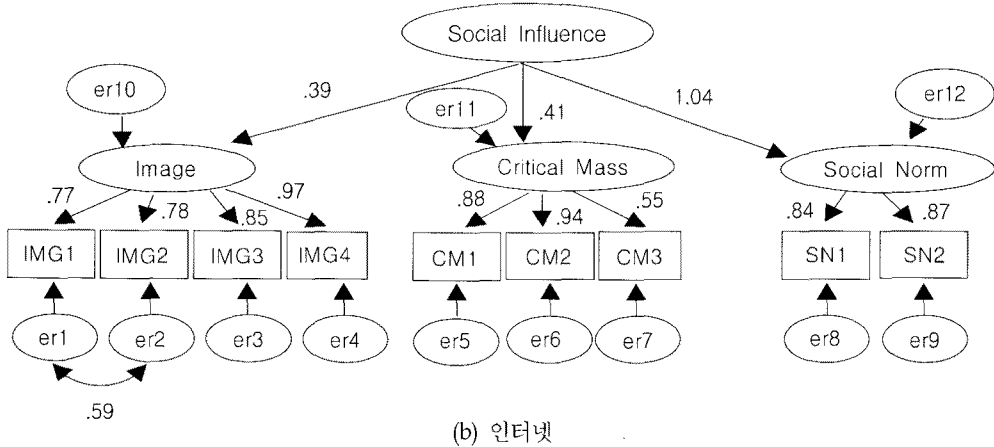 Social Influence
er10
.39
er11
.41
1.04
er12
Image
Critical Mass
Social Norm
.77
.78
.85
.97
.88
.94
.55
.84
.87
IMG1
IMG2
IMG3
IMG4
CM1
CM2
CM3
SN1
SN2
er1
er2
er3
er4
er5
er6
er7
er8
er9
.59
(b) 인터넷